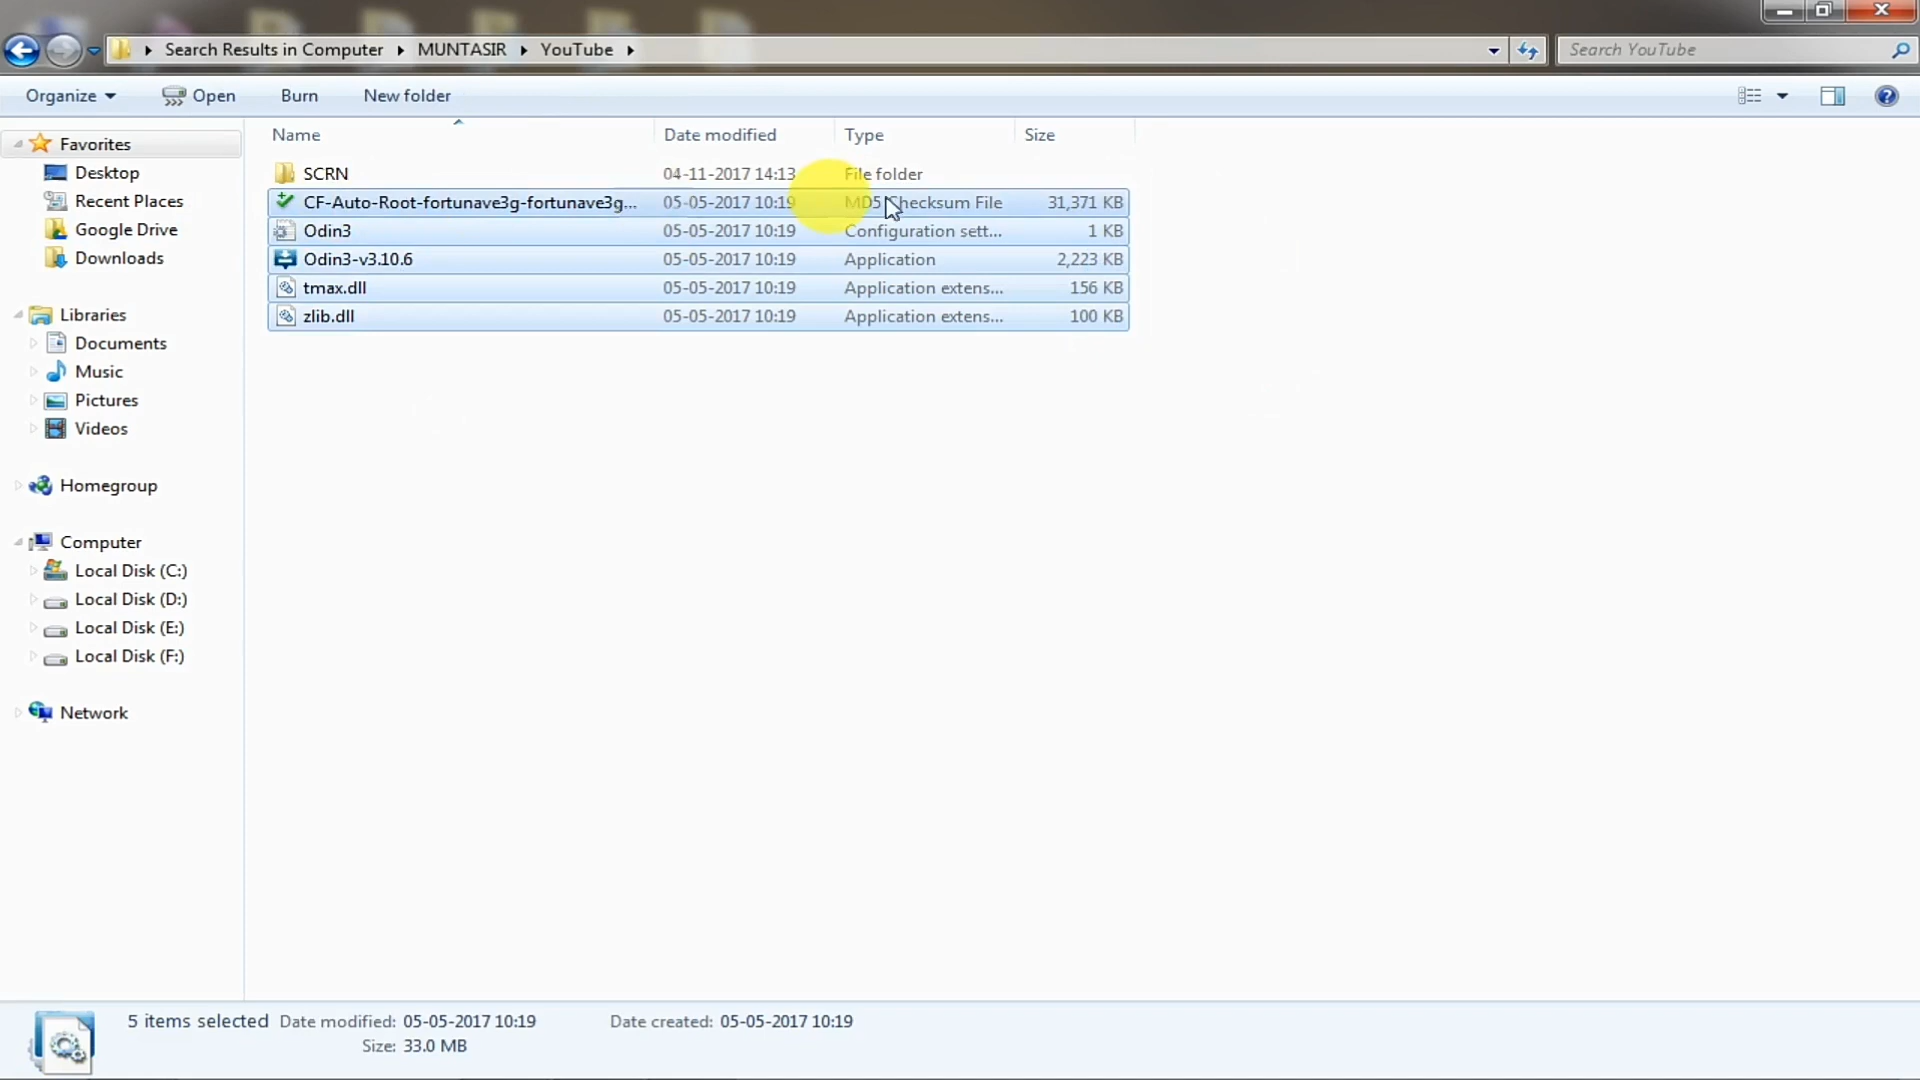 Search Results in Computer MUNTASIR YouTube Search YouTube
Organize Open Burn New folder
Name Date modified Type Size
SCRN 04-11-2017 14:13 File folder
CF-Auto-Root-fortunave3g-fortunave3g... 05-05-2017 10:19 MD5 Checksum File 31,371 KB
Odin3 05-05-2017 10:19 Configuration sett... 1 KB
Odin3-v3.10.6 05-05-2017 10:19 Application 2,223 KB
tmax.dll 05-05-2017 10:19 Application extens... 156 KB
zlib.dll 05-05-2017 10:19 Application extens... 100 KB
Favorites
Desktop
Recent Places
Google Drive
Downloads
Libraries
Documents
Music
Pictures
Videos
Homegroup
Computer
Local Disk (C:)
Local Disk (D:)
Local Disk (E:)
Local Disk (F:)
Network
5 items selected Date modified: 05-05-2017 10:19 Date created: 05-05-2017 10:19
Size: 33.0 MB